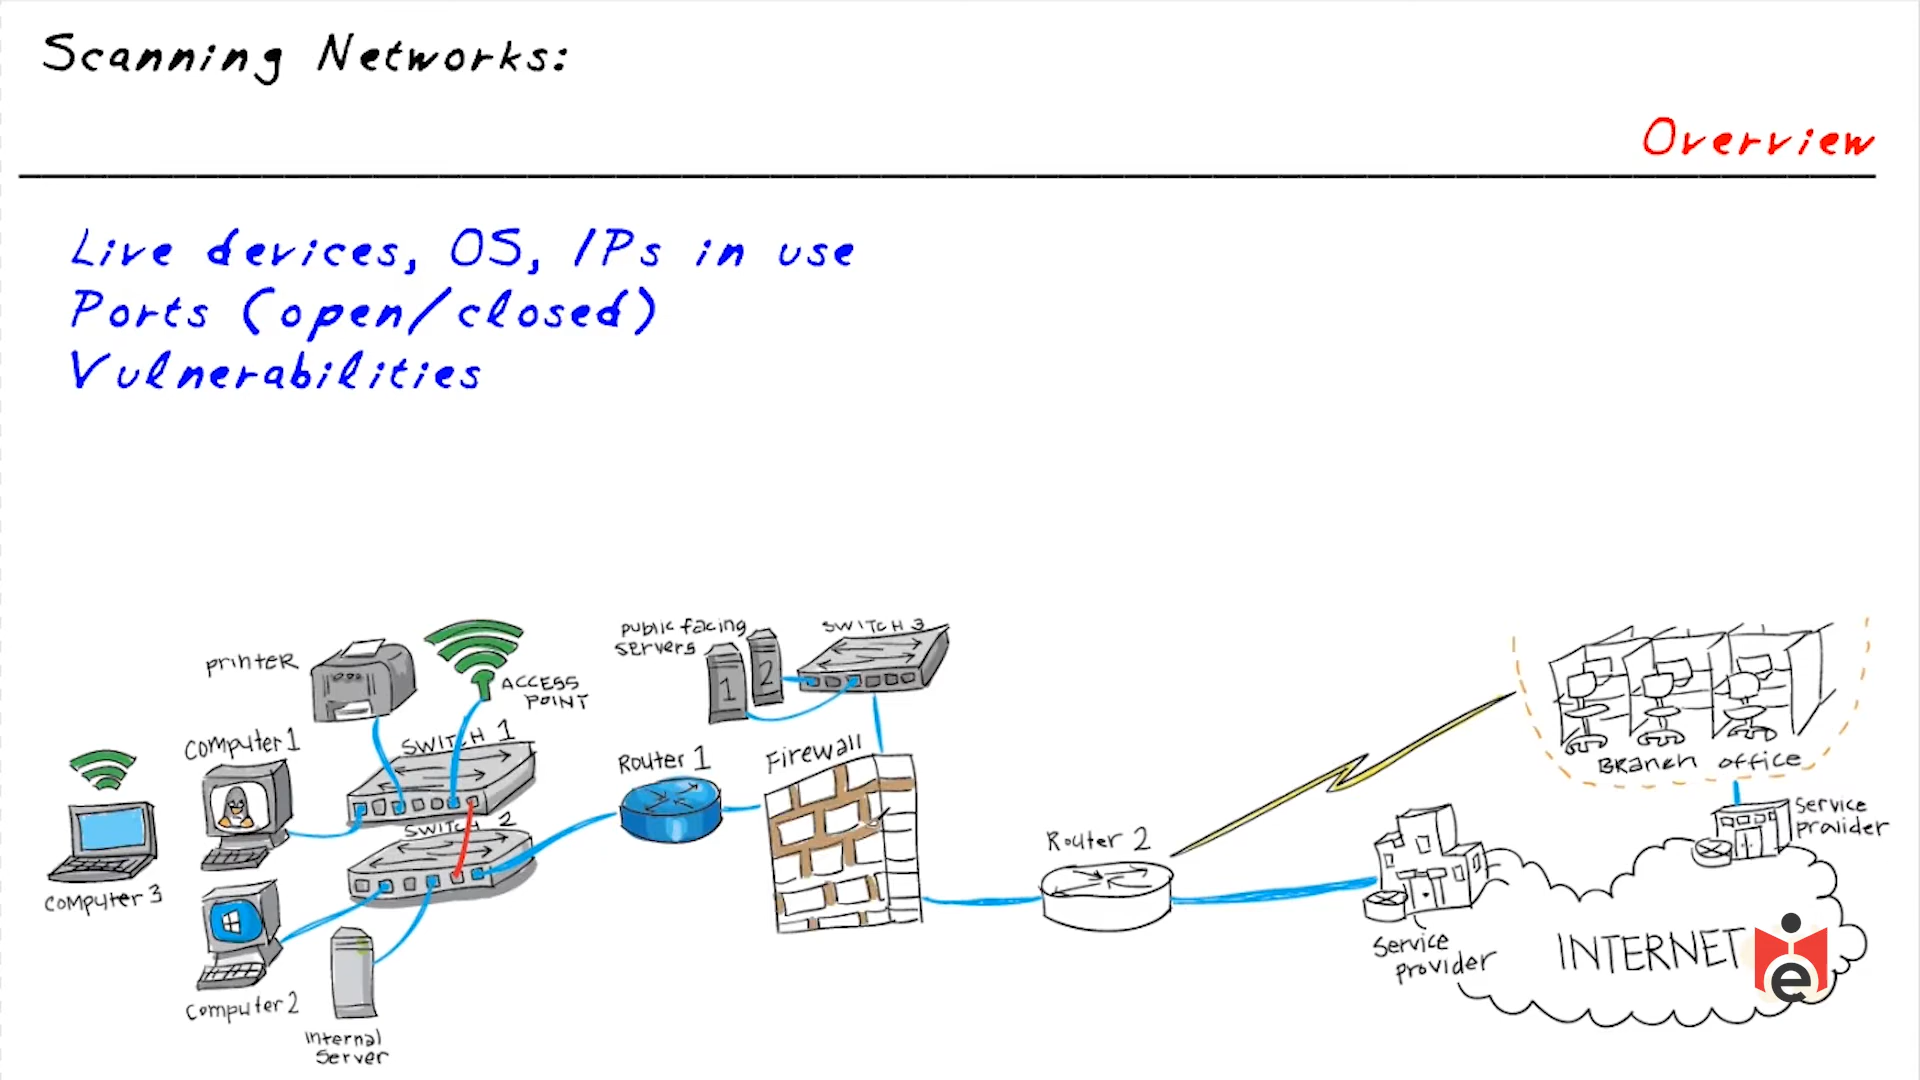 Scanning Networks:
Overview
Live devices, OS, IPs in use
Ports (open/closed)
Vulnerabilities
printer
ACCESS
POINT
public facing
servers
1
2
SWITCH 3
computer 1
SWITCH 1
SWITCH 2
Router 1
Firewall
computer 3
computer 2
Internal
Server
Router 2
Branch office
Service
provider
Service
provider
INTERNET
e